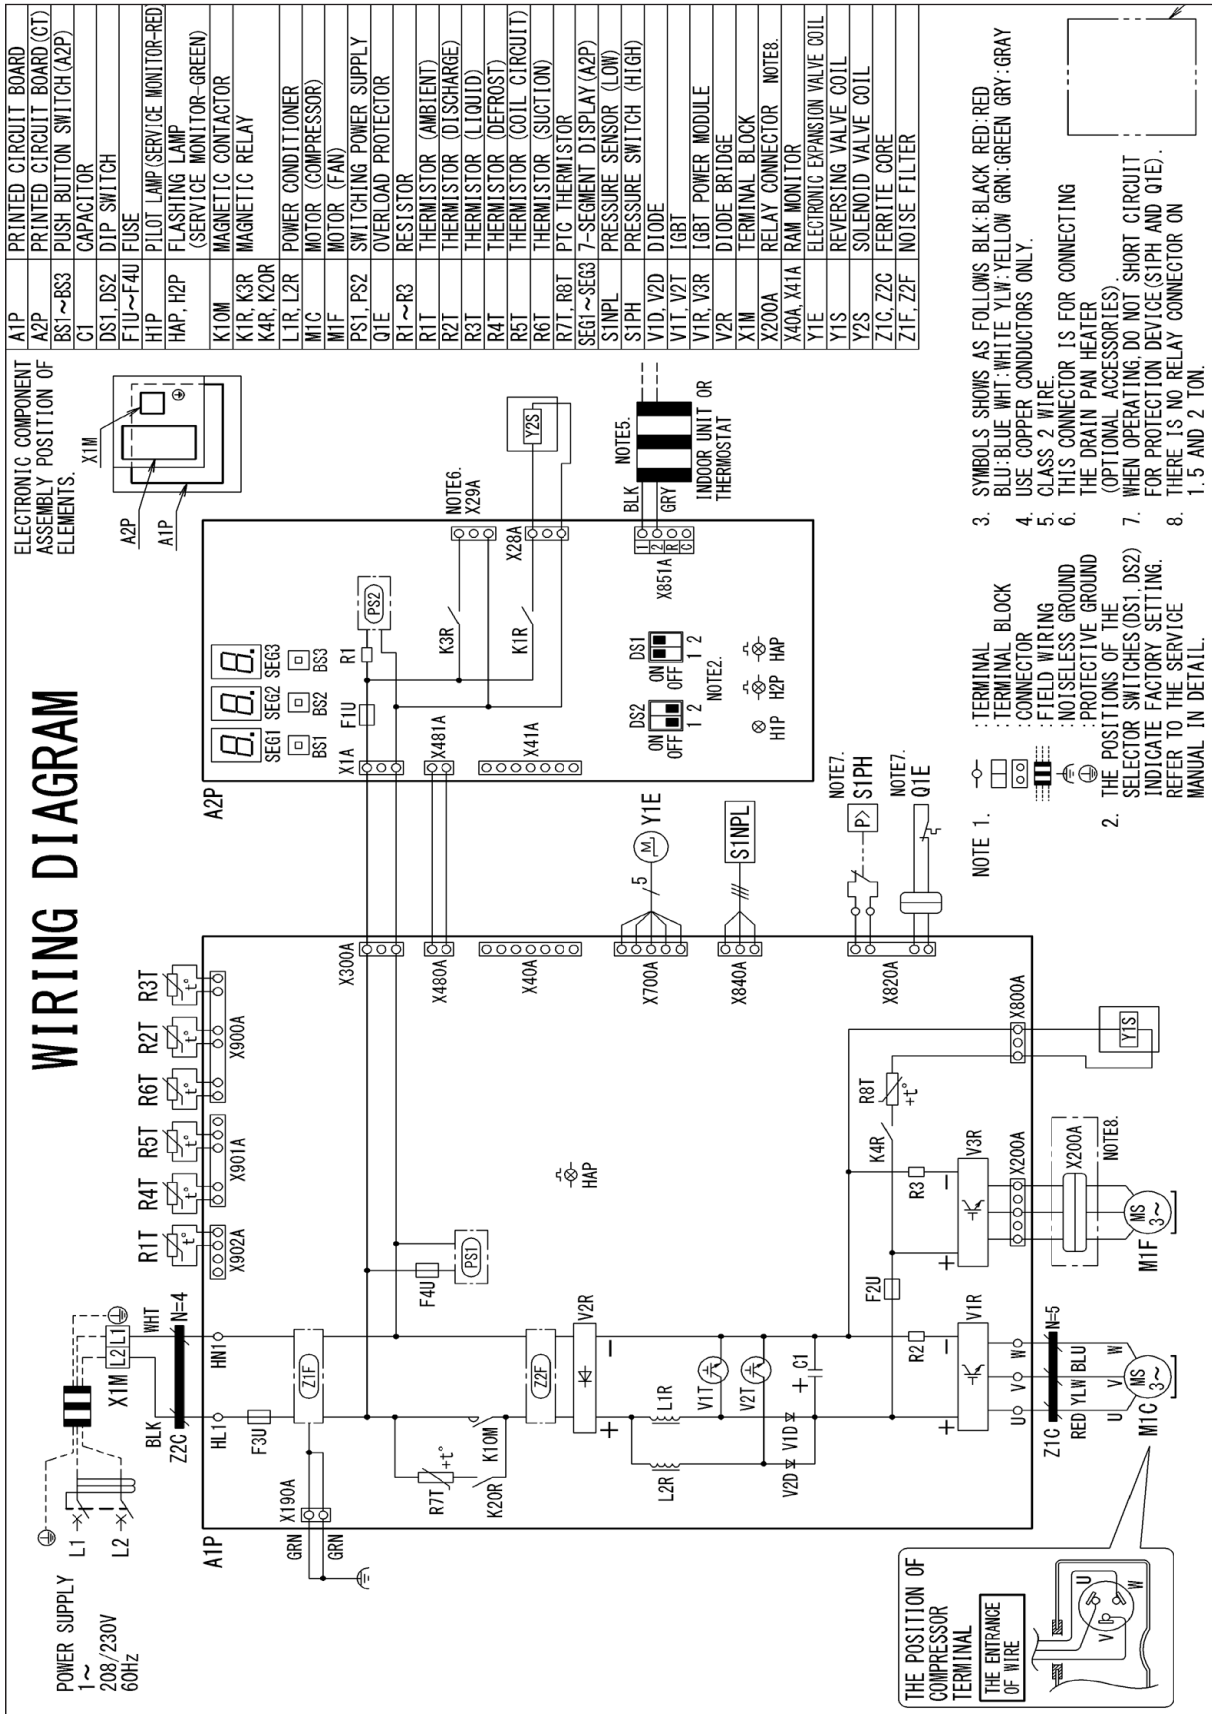 WIRING DIAGRAM
POWER SUPPLY
1~
208/230V
60Hz
L1
L2
X1M
L2 L1
BLK
WHT
Z2C
N=4
HL1
HN1
F3U
Z1F
X190A
GRN
GRN
A1P
R1T
R4T
R5T
R6T
R2T
R3T
t°
t°
t°
t°
t°
t°
X902A
X901A
X900A
R7T
+t°
K20R
K10M
F4U
PS1
HAP
Z2F
V2R
+
-
L1R
L2R
V1T
V2T
V1D
V2D
+
C1
F2U
R2
R3
K4R
R8T
+t°
V1R
+
-
V3R
+
-
U V W
Z1C
N=5
RED YLW BLU
U V W
MS
3~
M1C
X200A
X200A
NOTE8.
MS
3~
M1F
X800A
Y1S
X300A
X480A
X40A
X700A
X840A
X820A
5
M
Y1E
S1NPL
NOTE7.
S1PH
P>
NOTE7.
Q1E
A2P
SEG1
SEG2
SEG3
BS1
BS2
BS3
X1A
F1U
R1
PS2
X481A
X41A
K3R
K1R
NOTE6.
X29A
X28A
Y2S
DS2
ON
OFF
1 2
DS1
ON
OFF
1 2
NOTE2.
H1P
H2P
HAP
X851A
1
2
R
C
BLK
GRY
NOTE5.
INDOOR UNIT OR
THERMOSTAT
ELECTRONIC COMPONENT
ASSEMBLY POSITION OF
ELEMENTS.
X1M
A2P
A1P
THE POSITION OF
COMPRESSOR
TERMINAL
THE ENTRANCE
OF WIRE
U
V
W
A1P PRINTED CIRCUIT BOARD
A2P PRINTED CIRCUIT BOARD(CT)
BS1~BS3 PUSH BUTTON SWITCH(A2P)
C1 CAPACITOR
DS1, DS2 DIP SWITCH
F1U~F4U FUSE
H1P PILOT LAMP(SERVICE MONITOR-RED)
HAP, H2P FLASHING LAMP
(SERVICE MONITOR-GREEN)
K10M MAGNETIC CONTACTOR
K1R, K3R MAGNETIC RELAY
K4R, K20R
L1R, L2R POWER CONDITIONER
M1C MOTOR (COMPRESSOR)
M1F MOTOR (FAN)
PS1, PS2 SWITCHING POWER SUPPLY
Q1E OVERLOAD PROTECTOR
R1~R3 RESISTOR
R1T THERMISTOR (AMBIENT)
R2T THERMISTOR (DISCHARGE)
R3T THERMISTOR (LIQUID)
R4T THERMISTOR (DEFROST)
R5T THERMISTOR (COIL CIRCUIT)
R6T THERMISTOR (SUCTION)
R7T, R8T PTC THERMISTOR
SEG1~SEG3 7-SEGMENT DISPLAY(A2P)
S1NPL PRESSURE SENSOR (LOW)
S1PH PRESSURE SWITCH (HIGH)
V1D, V2D DIODE
V1T, V2T IGBT
V1R, V3R IGBT POWER MODULE
V2R DIODE BRIDGE
X1M TERMINAL BLOCK
X200A RELAY CONNECTOR NOTE8.
X40A, X41A RAM MONITOR
Y1E ELECTRONIC EXPANSION VALVE COIL
Y1S REVERSING VALVE COIL
Y2S SOLENOID VALVE COIL
Z1C, Z2C FERRITE CORE
Z1F, Z2F NOISE FILTER
NOTE 1. :TERMINAL
:TERMINAL BLOCK
:CONNECTOR
:FIELD WIRING
:NOISELESS GROUND
:PROTECTIVE GROUND
2. THE POSITIONS OF THE
SELECTOR SWITCHES(DS1, DS2)
INDICATE FACTORY SETTING.
REFER TO THE SERVICE
MANUAL IN DETAIL.
3. SYMBOLS SHOWS AS FOLLOWS BLK:BLACK RED:RED
BLU:BLUE WHT:WHITE YLW:YELLOW GRN:GREEN GRY:GRAY
4. USE COPPER CONDUCTORS ONLY.
5. CLASS 2 WIRE.
6. THIS CONNECTOR IS FOR CONNECTING
THE DRAIN PAN HEATER
(OPTIONAL ACCESSORIES).
7. WHEN OPERATING, DO NOT SHORT CIRCUIT
FOR PROTECTION DEVICE(S1PH AND Q1E).
8. THERE IS NO RELAY CONNECTOR ON
1.5 AND 2 TON.